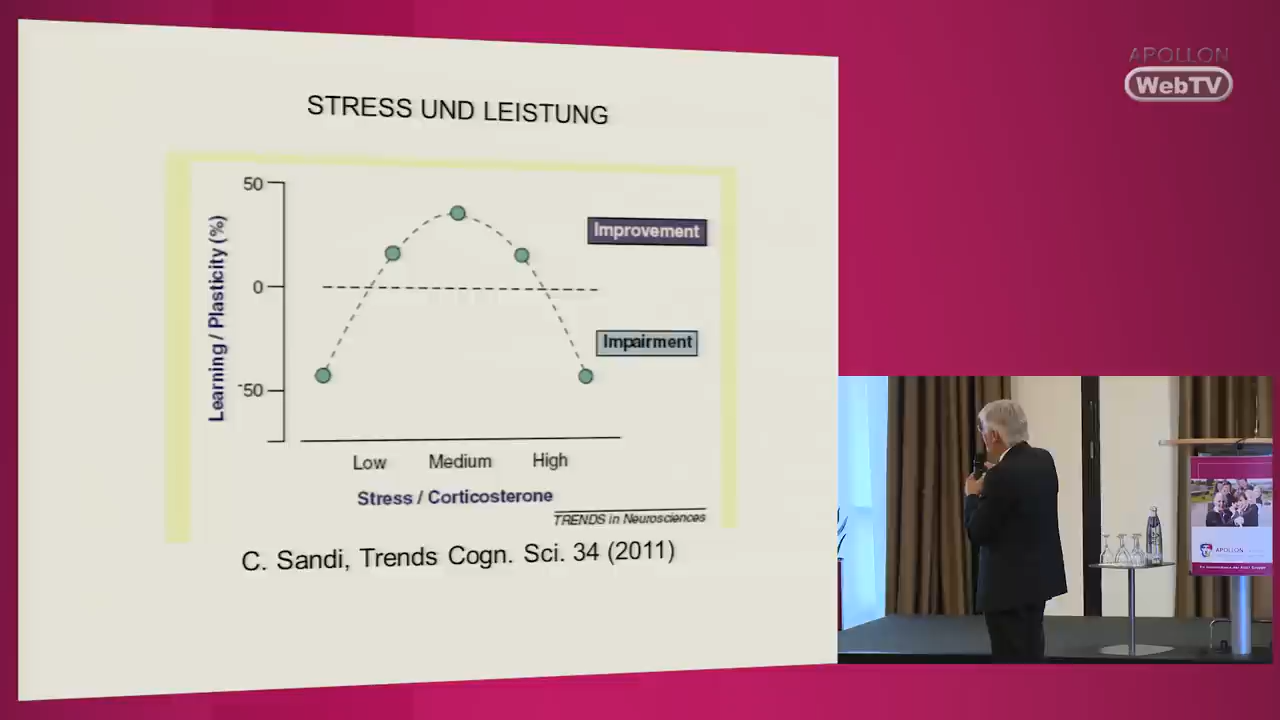 APOLLON
WebTV
STRESS UND LEISTUNG
50
Improvement
Learning / Plasticity (%)
0
Impairment
-50
Low Medium High
Stress / Corticosterone
TRENDS in Neurosciences
C. Sandi, Trends Cogn. Sci. 34 (2011)
APOLLON